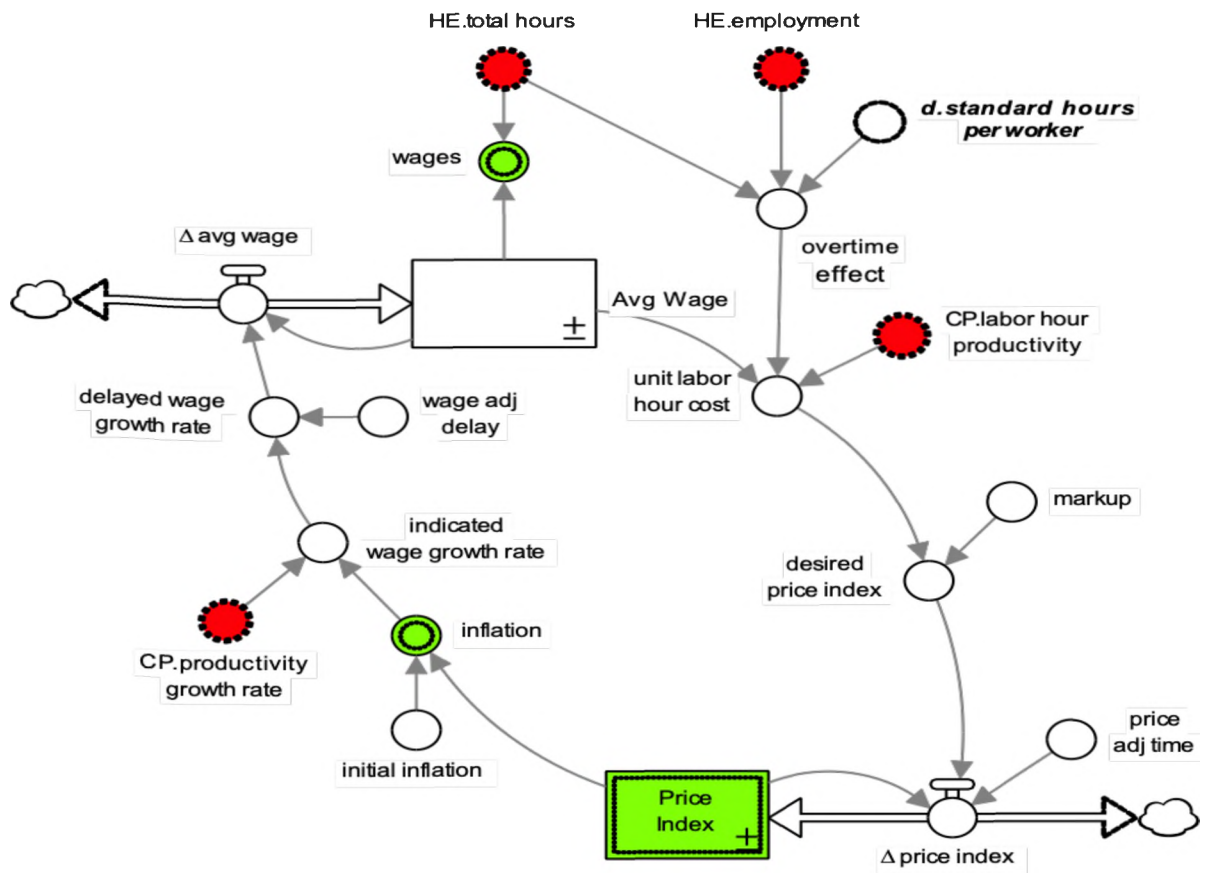 HE.total hours
HE.employment
d.standard hours
per worker
wages
Δ avg wage
overtime
effect
Avg Wage
±
CP.labor hour
productivity
unit labor
hour cost
delayed wage
growth rate
wage adj
delay
markup
indicated
wage growth rate
desired
price index
inflation
CP.productivity
growth rate
price
adj time
initial inflation
Price
Index
+
Δ price index